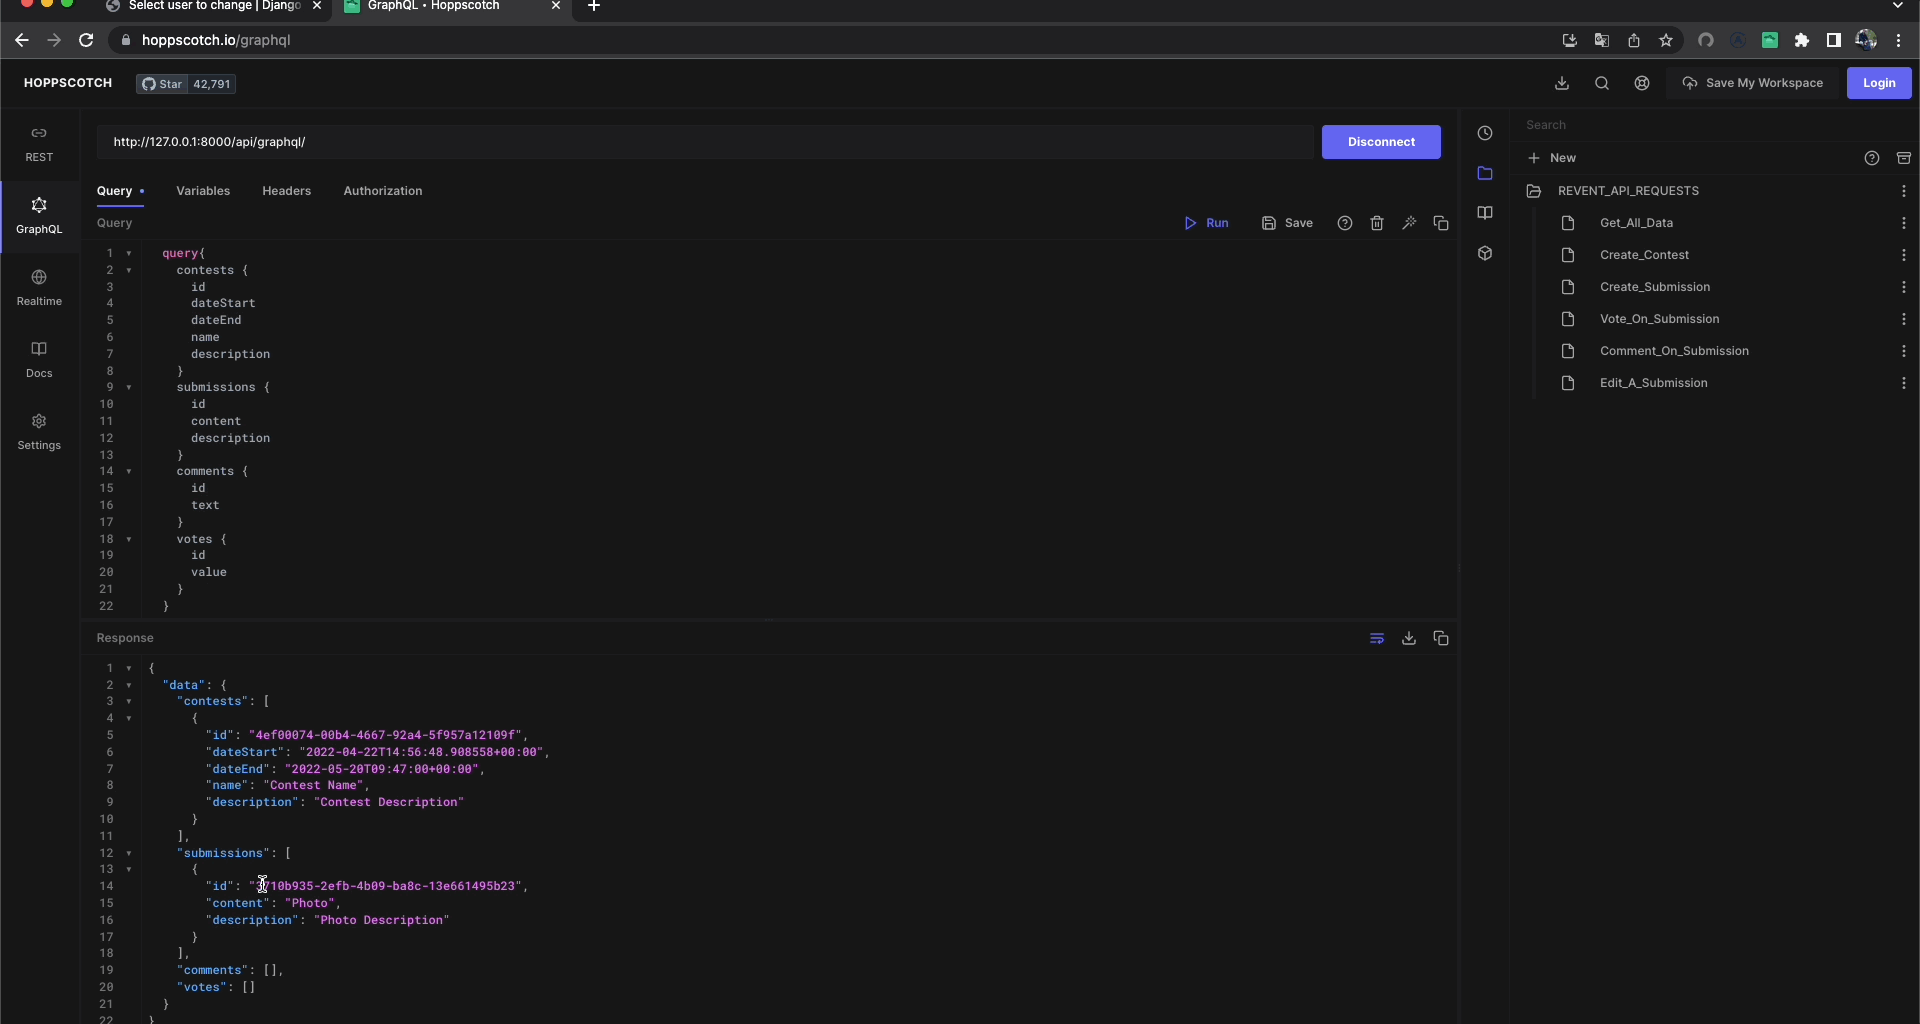 Select user to change | Django
GraphQL • Hoppscotch
hoppscotch.io/graphql
HOPPSCOTCH
Star 42,791
Save My Workspace
Login
REST
GraphQL
Realtime
Docs
Settings
http://127.0.0.1:8000/api/graphql/
Disconnect
Query Variables Headers Authorization
Query
Run Save
1 query{
2 contests {
3 id
4 dateStart
5 dateEnd
6 name
7 description
8 }
9 submissions {
10 id
11 content
12 description
13 }
14 comments {
15 id
16 text
17 }
18 votes {
19 id
20 value
21 }
22 }
Response
1 {
2 "data": {
3 "contests": [
4 {
5 "id": "4ef00074-00b4-4667-92a4-5f957a12109f",
6 "dateStart": "2022-04-22T14:56:48.908558+00:00",
7 "dateEnd": "2022-05-20T09:47:00+00:00",
8 "name": "Contest Name",
9 "description": "Contest Description"
10 }
11 ],
12 "submissions": [
13 {
14 "id": "3710b935-2efb-4b09-ba8c-13e661495b23",
15 "content": "Photo",
16 "description": "Photo Description"
17 }
18 ],
19 "comments": [],
20 "votes": []
21 }
22 }
Search
New
REVENT_API_REQUESTS
Get_All_Data
Create_Contest
Create_Submission
Vote_On_Submission
Comment_On_Submission
Edit_A_Submission